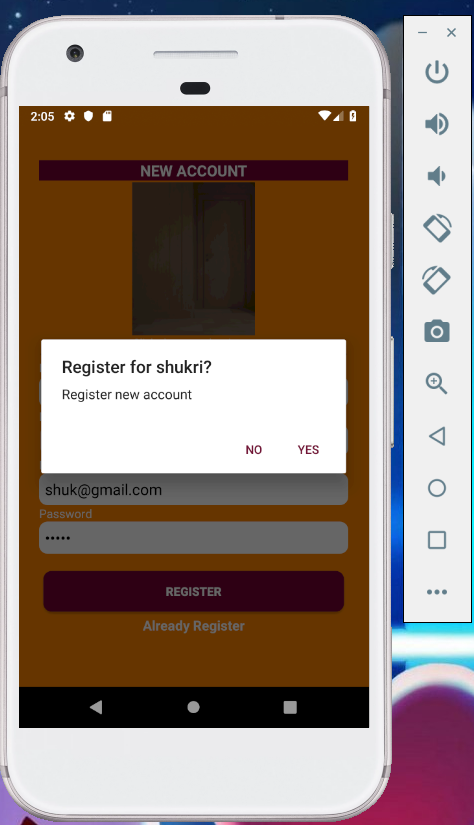 2:05
NEW ACCOUNT
Register for shukri?
Register new account
NO YES
shuk@gmail.com
Password
•••••
REGISTER
Already Register